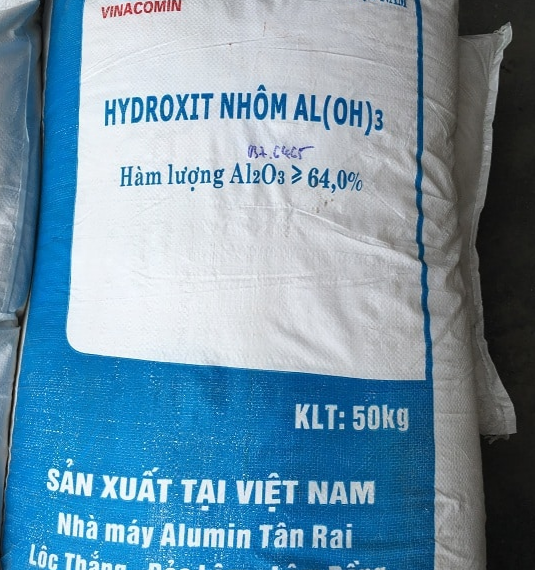 VINACOMIN
HYDROXIT NHÔM AL(OH)3
Hàm lượng Al2O3 ≥ 64,0%
KLT: 50kg
SẢN XUẤT TẠI VIỆT NAM
Nhà máy Alumin Tân Rai
Lộc Thắng